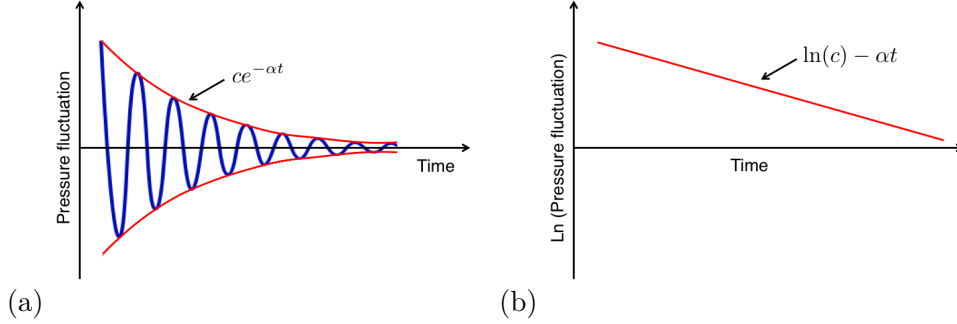 Pressure fluctuation
ce^{-αt}
Time
(a)
Ln (Pressure fluctuation)
ln(c) − αt
Time
(b)